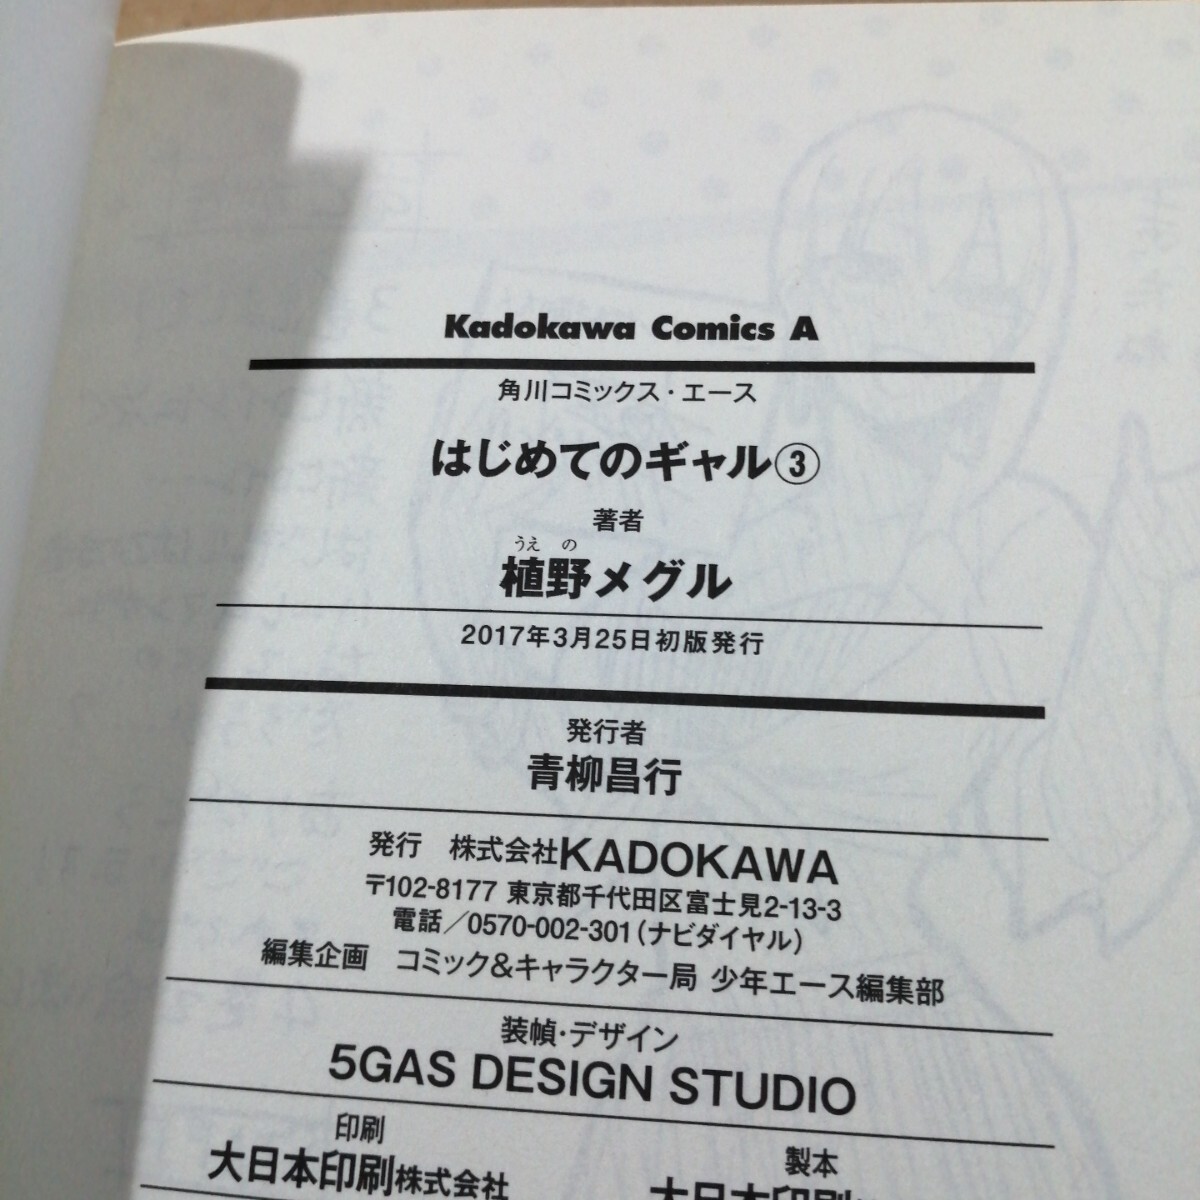 Kadokawa Comics A
角川コミックス・エース
はじめてのギャル③
著者
うえ の
植野メグル
2017年3月25日初版発行
発行者
青柳昌行
発行 株式会社KADOKAWA
〒102-8177 東京都千代田区富士見2-13-3
電話／0570-002-301（ナビダイヤル）
編集企画 コミック&キャラクター局 少年エース編集部
装幀・デザイン
5GAS DESIGN STUDIO
印刷
大日本印刷株式会社
製本
大日本印刷